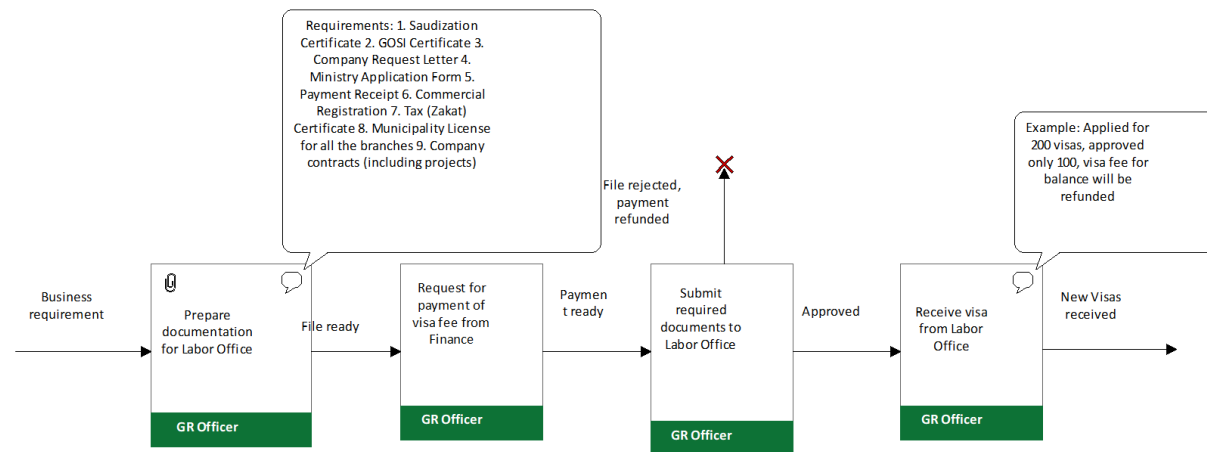 Requirements: 1. Saudization
Certificate 2. GOSI Certificate 3.
Company Request Letter 4.
Ministry Application Form 5.
Payment Receipt 6. Commercial
Registration 7. Tax (Zakat)
Certificate 8. Municipality License
for all the branches 9. Company
contracts (including projects)
Example: Applied for
200 visas, approved
only 100, visa fee for
balance will be
refunded
File rejected,
payment
refunded
Business
requirement
Prepare
documentation
for Labor Office
GR Officer
File ready
Request for
payment of
visa fee from
Finance
GR Officer
Paymen
t ready
Submit
required
documents to
Labor Office
GR Officer
Approved
Receive visa
from Labor
Office
GR Officer
New Visas
received